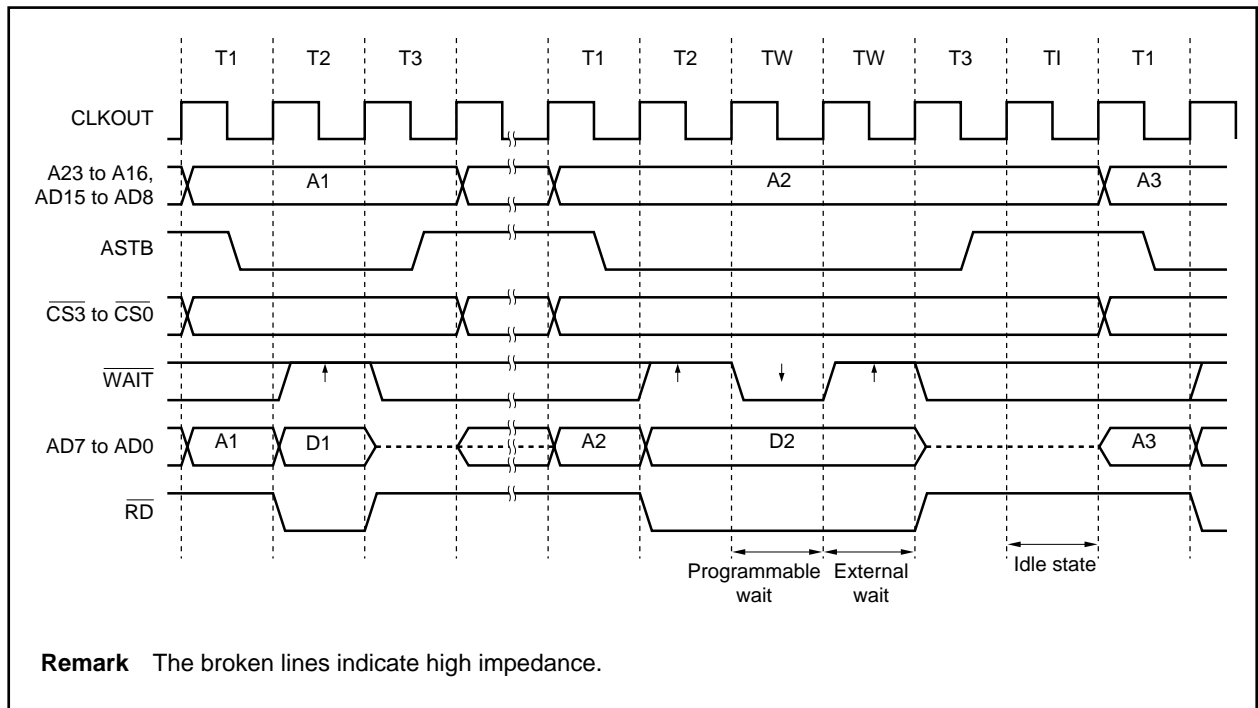 T1 T2 T3 T1 T2 TW TW T3 TI T1
CLKOUT
A23 to A16,
AD15 to AD8
A1 A2 A3
ASTB
CS3 to CS0
WAIT
AD7 to AD0 A1 D1 A2 D2 A3
RD
Programmable
wait
External
wait
Idle state
Remark The broken lines indicate high impedance.